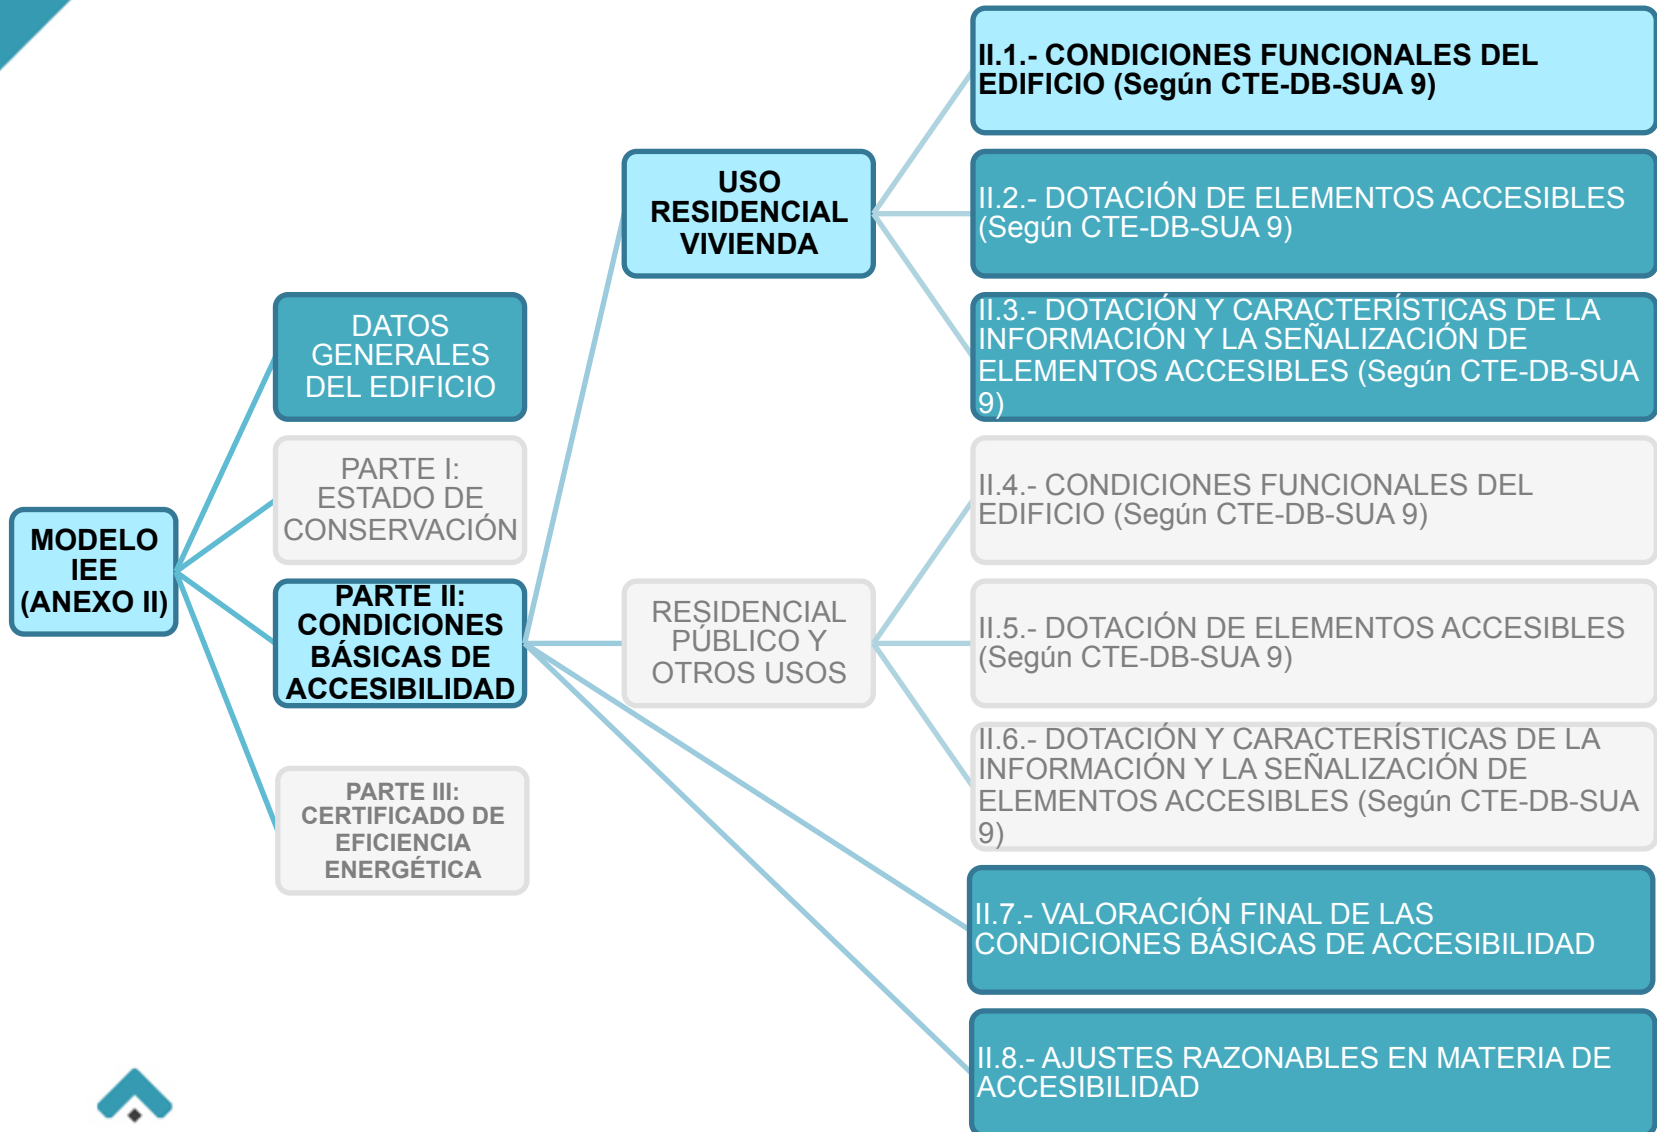 MODELO
IEE
(ANEXO II)
DATOS
GENERALES
DEL EDIFICIO
PARTE I:
ESTADO DE
CONSERVACIÓN
PARTE II:
CONDICIONES
BÁSICAS DE
ACCESIBILIDAD
PARTE III:
CERTIFICADO DE
EFICIENCIA
ENERGÉTICA
USO
RESIDENCIAL
VIVIENDA
RESIDENCIAL
PÚBLICO Y
OTROS USOS
II.1.- CONDICIONES FUNCIONALES DEL
EDIFICIO (Según CTE-DB-SUA 9)
II.2.- DOTACIÓN DE ELEMENTOS ACCESIBLES
(Según CTE-DB-SUA 9)
II.3.- DOTACIÓN Y CARACTERÍSTICAS DE LA
INFORMACIÓN Y LA SEÑALIZACIÓN DE
ELEMENTOS ACCESIBLES (Según CTE-DB-SUA
9)
II.4.- CONDICIONES FUNCIONALES DEL
EDIFICIO (Según CTE-DB-SUA 9)
II.5.- DOTACIÓN DE ELEMENTOS ACCESIBLES
(Según CTE-DB-SUA 9)
II.6.- DOTACIÓN Y CARACTERÍSTICAS DE LA
INFORMACIÓN Y LA SEÑALIZACIÓN DE
ELEMENTOS ACCESIBLES (Según CTE-DB-SUA
9)
II.7.- VALORACIÓN FINAL DE LAS
CONDICIONES BÁSICAS DE ACCESIBILIDAD
II.8.- AJUSTES RAZONABLES EN MATERIA DE
ACCESIBILIDAD